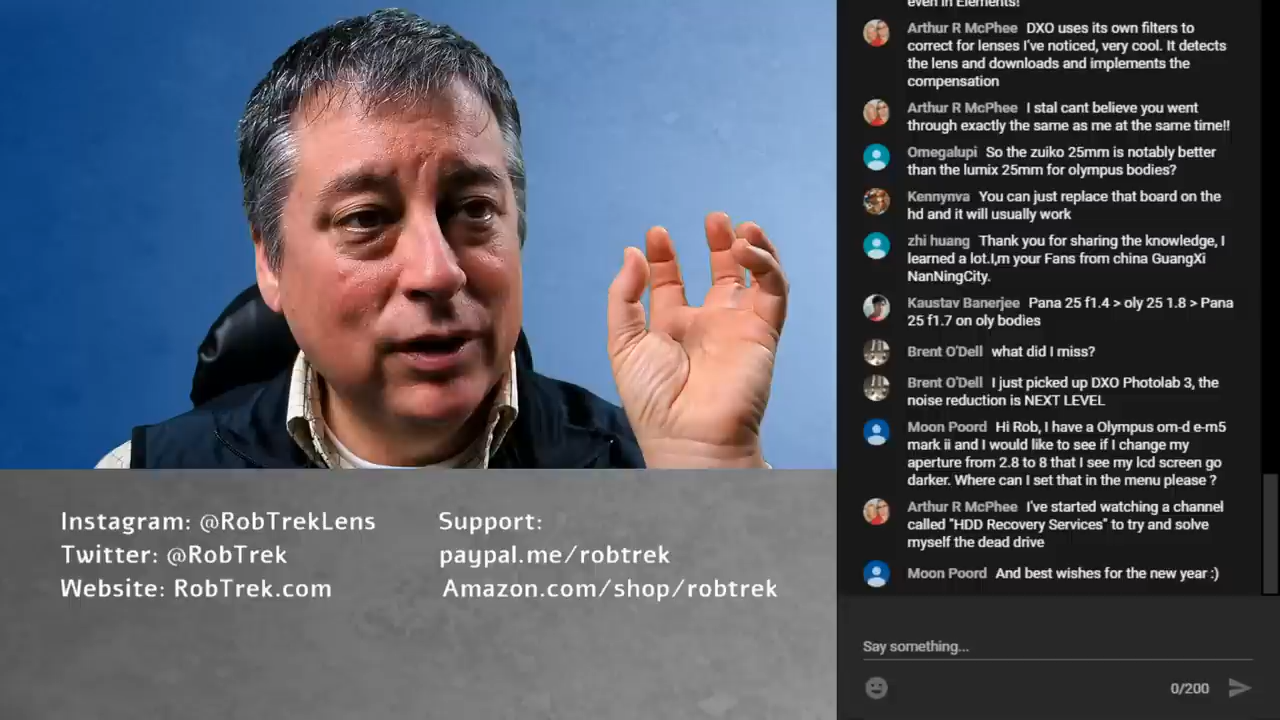 Instagram: @RobTrekLens
Twitter: @RobTrek
Website: RobTrek.com
Support:
paypal.me/robtrek
Amazon.com/shop/robtrek
even in Elements!
Arthur R McPhee DXO uses its own filters to
correct for lenses I've noticed, very cool. It detects
the lens and downloads and implements the
compensation
Arthur R McPhee I stal cant believe you went
through exactly the same as me at the same time!!
Omegalupi So the zuiko 25mm is notably better
than the lumix 25mm for olympus bodies?
Kennynva You can just replace that board on the
hd and it will usually work
zhi huang Thank you for sharing the knowledge, I
learned a lot.I,m your Fans from china GuangXi
NanNingCity.
Kaustav Banerjee Pana 25 f1.4 > oly 25 1.8 > Pana
25 f1.7 on oly bodies
Brent O'Dell what did I miss?
Brent O'Dell I just picked up DXO Photolab 3, the
noise reduction is NEXT LEVEL
Moon Poord Hi Rob, I have a Olympus om-d e-m5
mark ii and I would like to see if I change my
aperture from 2.8 to 8 that I see my lcd screen go
darker. Where can I set that in the menu please ?
Arthur R McPhee I've started watching a channel
called "HDD Recovery Services" to try and solve
myself the dead drive
Moon Poord And best wishes for the new year :)
Say something...
0/200